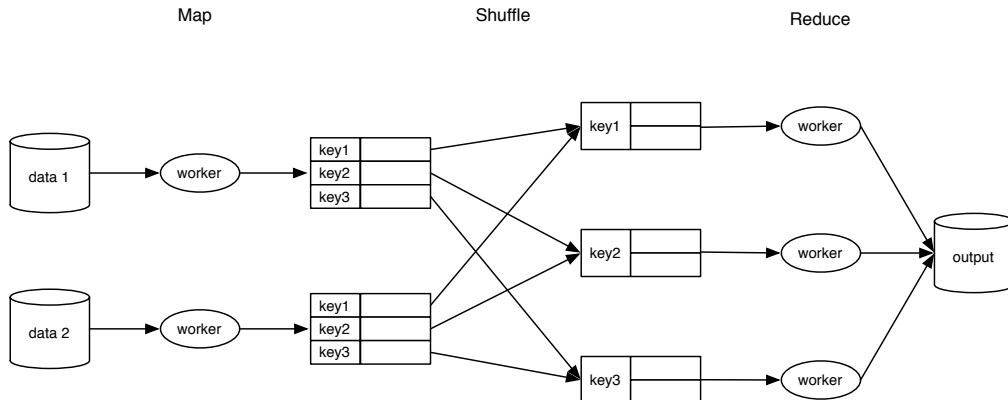 Map
Shuffle
Reduce
data 1
worker
key1
key2
key3
data 2
worker
key1
key2
key3
key1
worker
key2
worker
key3
worker
output